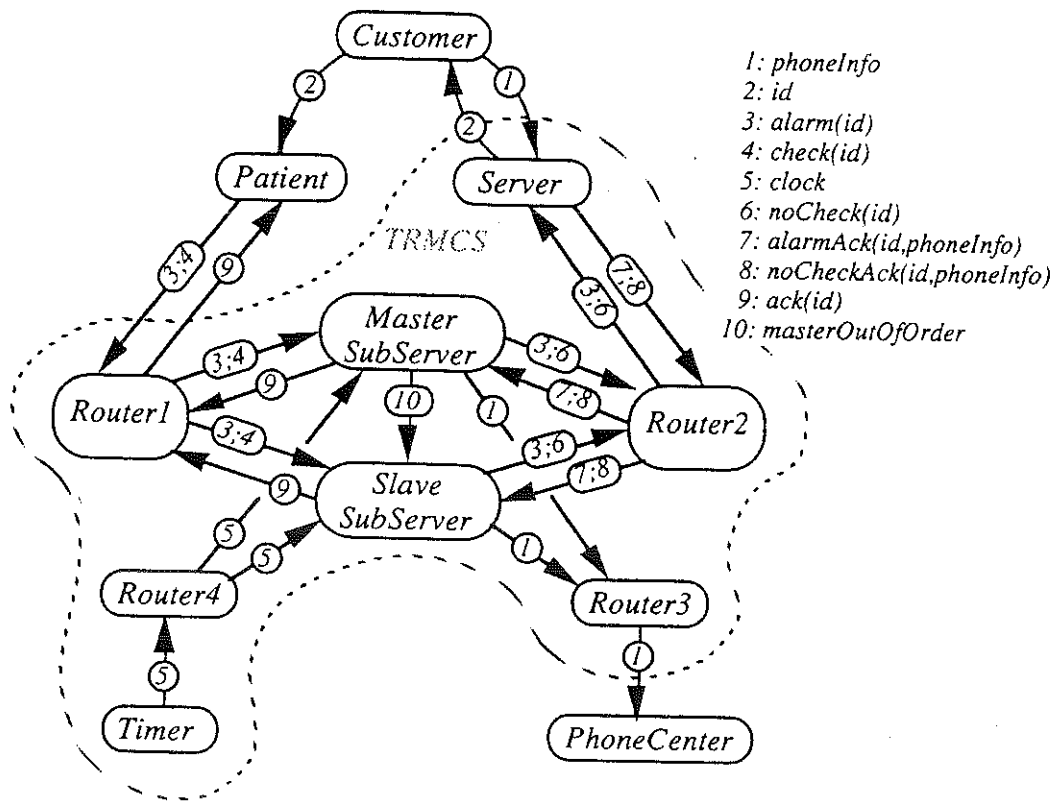 Customer
1: phoneInfo
2: id
3: alarm(id)
4: check(id)
5: clock
6: noCheck(id)
7: alarmAck(id,phoneInfo)
8: noCheckAck(id,phoneInfo)
9: ack(id)
10: masterOutOfOrder
2
1
2
Patient
Server
TRMCS
3;4
9
7;8
3;6
Master
SubServer
3;4
3;6
9
10
1
7;8
Router1
Router2
3;4
3;6
9
7;8
Slave
SubServer
5
5
1
Router4
Router3
5
1
Timer
PhoneCenter